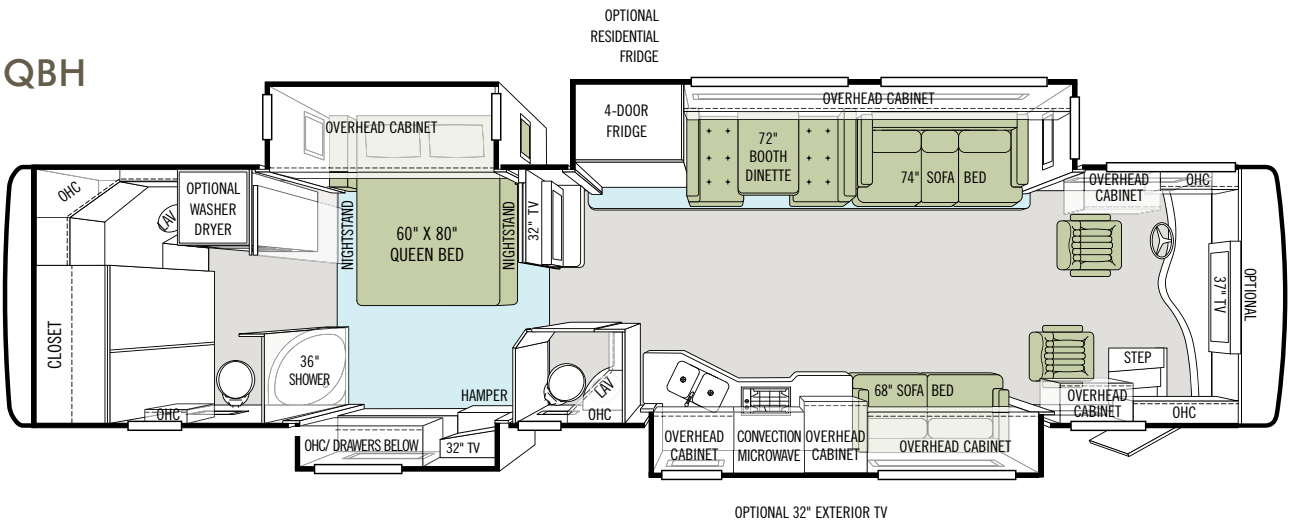 OPTIONAL
RESIDENTIAL
FRIDGE
QBH
OVERHEAD CABINET
4-DOOR
FRIDGE
OVERHEAD CABINET
72"
BOOTH
DINETTE
74" SOFA BED
OVERHEAD
CABINET
OHC
OHC
LAV
OPTIONAL
WASHER
DRYER
NIGHTSTAND
60" X 80"
QUEEN BED
NIGHTSTAND
32" TV
37" TV
OPTIONAL
CLOSET
36"
SHOWER
OHC
HAMPER
OHC/ DRAWERS BELOW
32" TV
LAV
OHC
OVERHEAD
CABINET
CONVECTION
MICROWAVE
OVERHEAD
CABINET
68" SOFA BED
OVERHEAD CABINET
STEP
OVERHEAD
CABINET
OHC
OPTIONAL 32" EXTERIOR TV